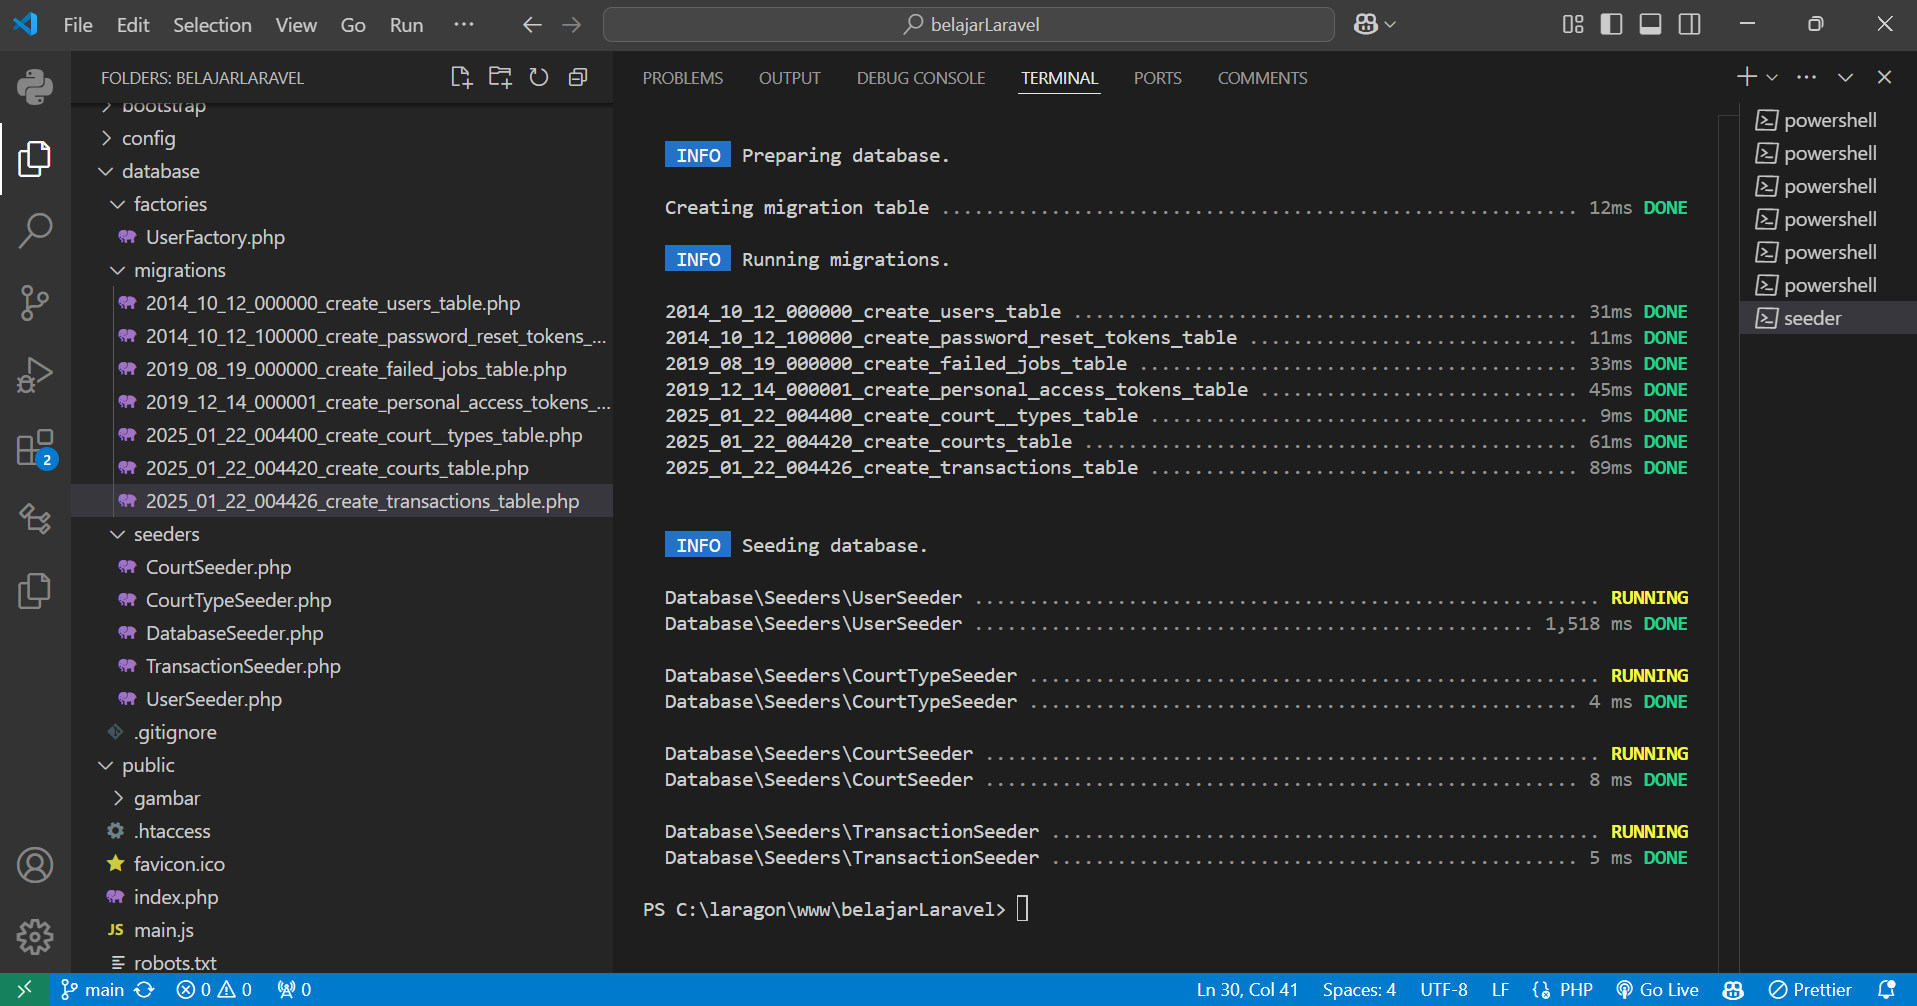 File Edit Selection View Go Run ··· belajarLaravel
FOLDERS: BELAJARLARAVEL
bootstrap
config
database
factories
UserFactory.php
migrations
2014_10_12_000000_create_users_table.php
2014_10_12_100000_create_password_reset_tokens_...
2019_08_19_000000_create_failed_jobs_table.php
2019_12_14_000001_create_personal_access_tokens_...
2025_01_22_004400_create_court__types_table.php
2025_01_22_004420_create_courts_table.php
2025_01_22_004426_create_transactions_table.php
seeders
CourtSeeder.php
CourtTypeSeeder.php
DatabaseSeeder.php
TransactionSeeder.php
UserSeeder.php
.gitignore
public
gambar
.htaccess
favicon.ico
index.php
JS main.js
robots.txt
2
PROBLEMS OUTPUT DEBUG CONSOLE TERMINAL PORTS COMMENTS
INFO Preparing database.
Creating migration table .......................................................... 12ms DONE
INFO Running migrations.
2014_10_12_000000_create_users_table .............................................. 31ms DONE
2014_10_12_100000_create_password_reset_tokens_table .............................. 11ms DONE
2019_08_19_000000_create_failed_jobs_table ........................................ 33ms DONE
2019_12_14_000001_create_personal_access_tokens_table ............................. 45ms DONE
2025_01_22_004400_create_court__types_table ........................................ 9ms DONE
2025_01_22_004420_create_courts_table ............................................. 61ms DONE
2025_01_22_004426_create_transactions_table ....................................... 89ms DONE
INFO Seeding database.
Database\Seeders\UserSeeder ......................................................... RUNNING
Database\Seeders\UserSeeder ................................................... 1,518 ms DONE
Database\Seeders\CourtTypeSeeder .................................................... RUNNING
Database\Seeders\CourtTypeSeeder .................................................. 4 ms DONE
Database\Seeders\CourtSeeder ........................................................ RUNNING
Database\Seeders\CourtSeeder ...................................................... 8 ms DONE
Database\Seeders\TransactionSeeder .................................................. RUNNING
Database\Seeders\TransactionSeeder ................................................ 5 ms DONE
PS C:\laragon\www\belajarLaravel>
powershell
powershell
powershell
powershell
powershell
powershell
seeder
main 0 0 0 Ln 30, Col 41 Spaces: 4 UTF-8 LF PHP Go Live Prettier